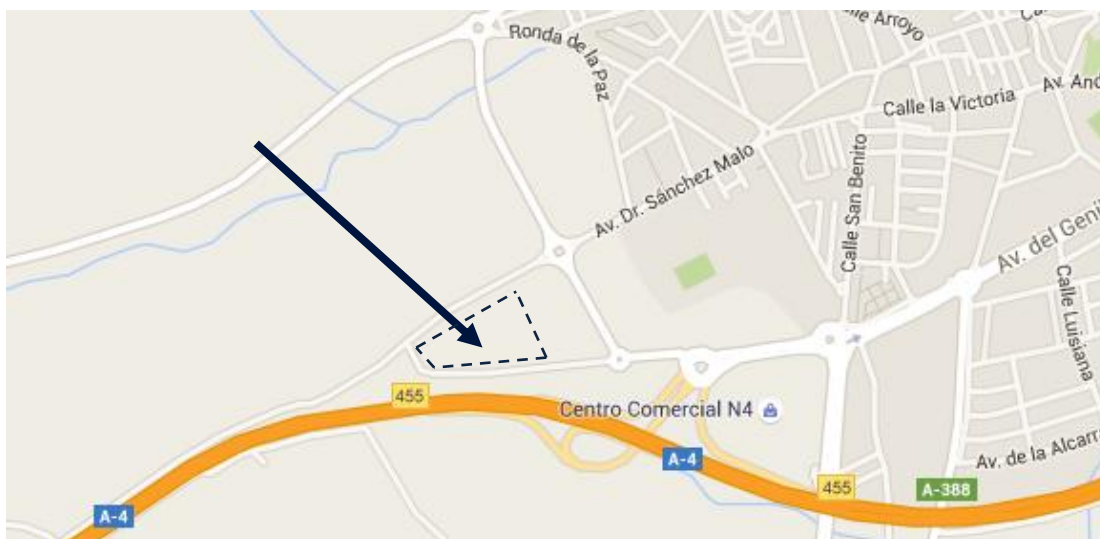 Ronda de la Paz
Calle la Victoria
Av. Dr. Sánchez Malo
Calle San Benito
Av. del Genil
Calle Luisiana
455
Centro Comercial N4
A-4
Av. de la Alcarr
455
A-388
A-4